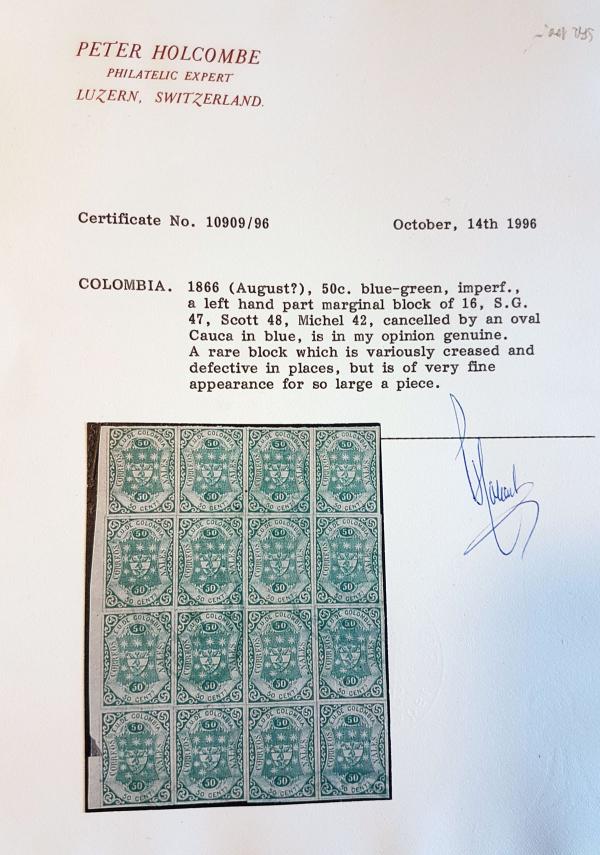 PETER HOLCOMBE
PHILATELIC EXPERT
LUZERN, SWITZERLAND.
Certificate No. 10909/96 October, 14th 1996
COLOMBIA. 1866 (August?), 50c. blue-green, imperf.,
a left hand part marginal block of 16, S.G.
47, Scott 48, Michel 42, cancelled by an oval
Cauca in blue, is in my opinion genuine.
A rare block which is variously creased and
defective in places, but is of very fine
appearance for so large a piece.